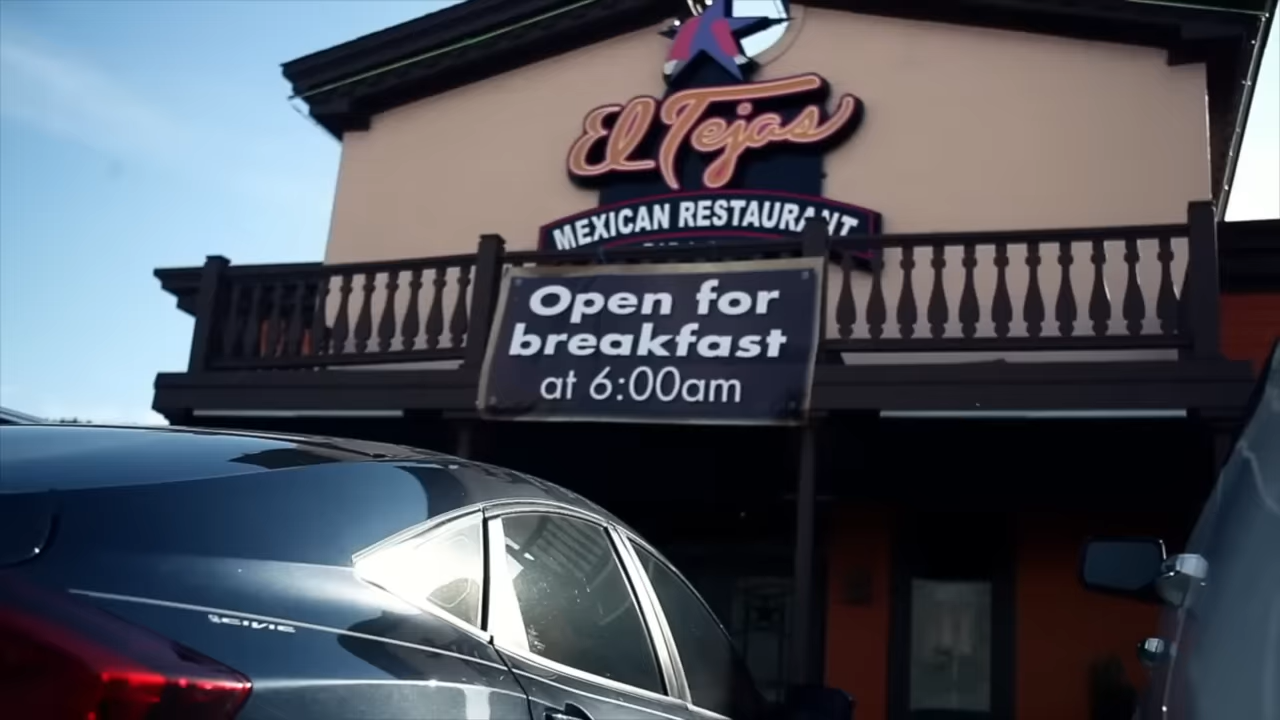 El Tejas
MEXICAN RESTAURANT
Open for
breakfast
at 6:00am
CIVIC